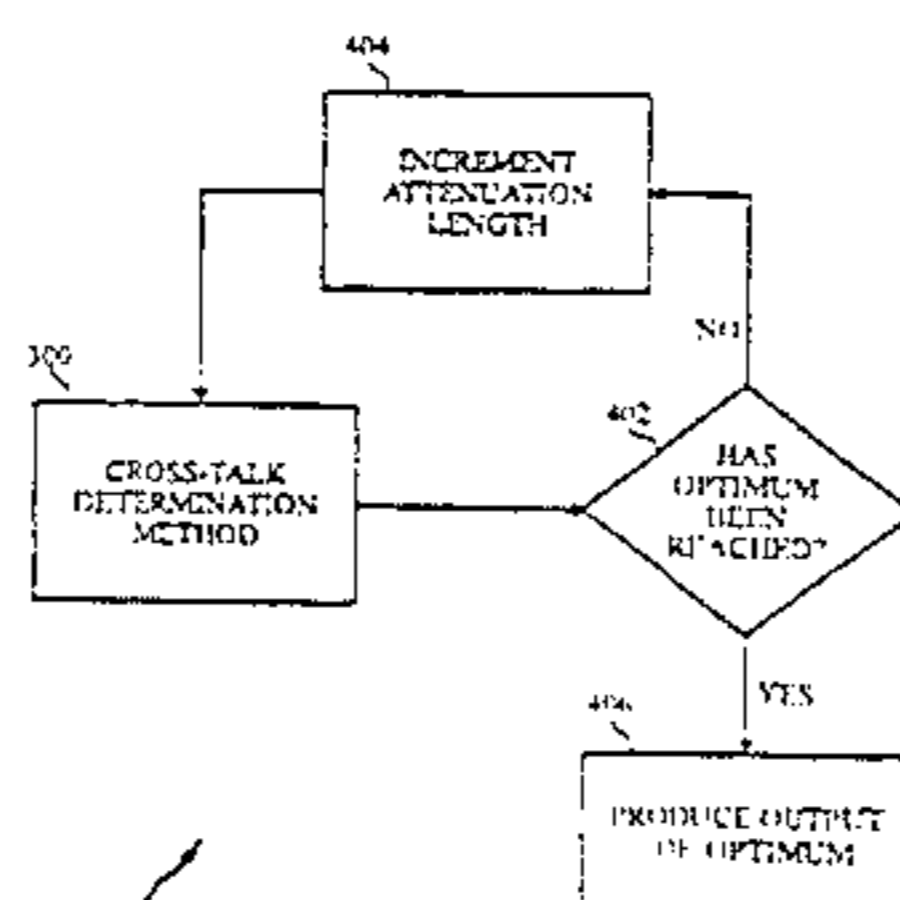 404
INCREMENT
ATTENUATION
LENGTH
NO
300
402
CROSS-TALK
DETERMINATION
METHOD
HAS
OPTIMUM
BEEN
REACHED?
YES
406
PRODUCE OUTPUT
OF OPTIMUM